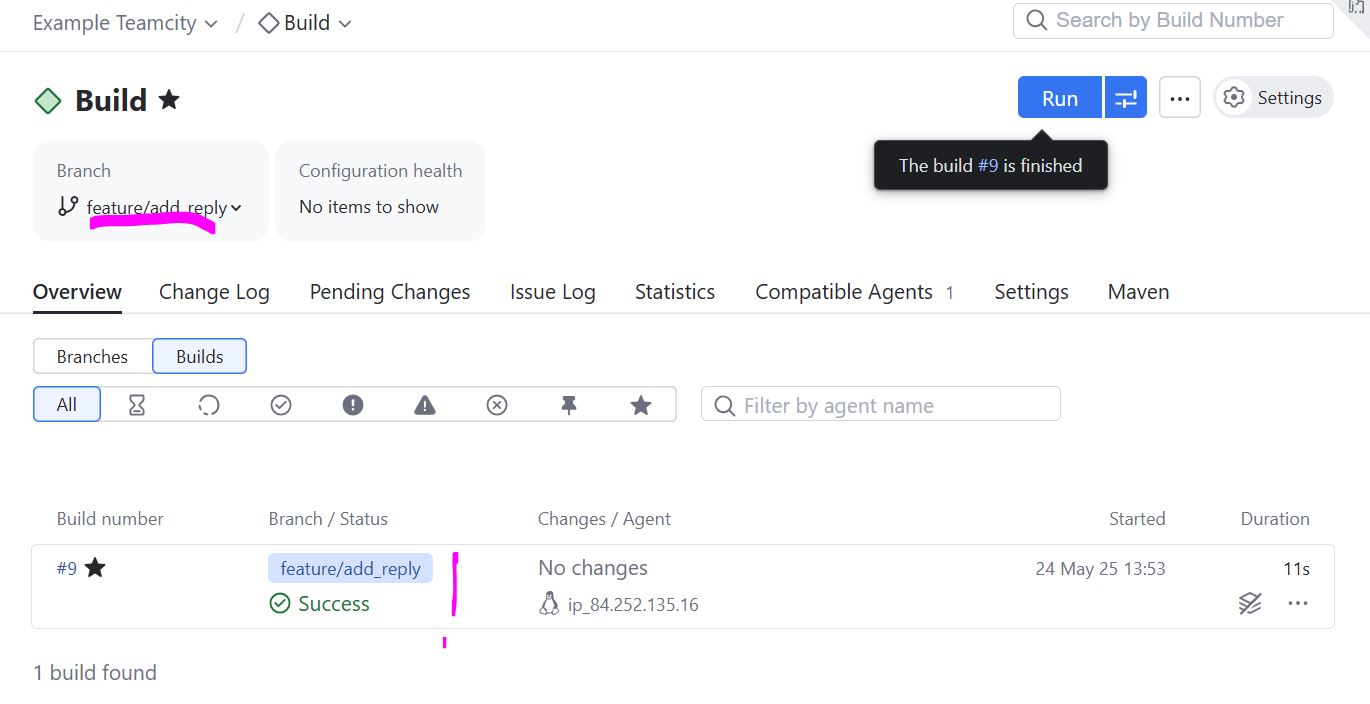 Example Teamcity / Build
Search by Build Number
Build
Run
Settings
The build #9 is finished
Branch
feature/add_reply
Configuration health
No items to show
Overview Change Log Pending Changes Issue Log Statistics Compatible Agents 1 Settings Maven
Branches Builds
All
Filter by agent name
Build number Branch / Status Changes / Agent Started Duration
#9 feature/add_reply No changes 24 May 25 13:53 11s
Success ip_84.252.135.16
1 build found